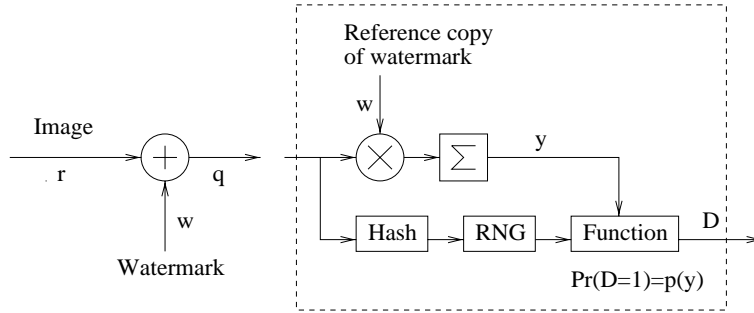 Reference copy
of watermark
w
Image
r
+
q
w
Watermark
×
Σ
y
Hash
RNG
Function
D
Pr(D=1)=p(y)